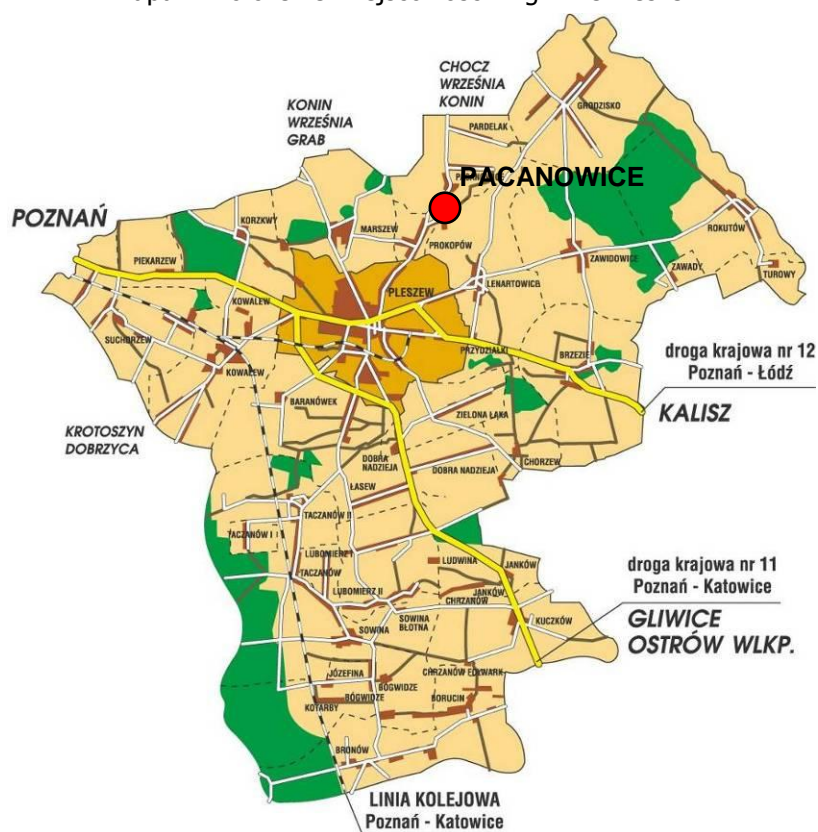 CHOCZ
WRZEŚNIA
KONIN
KONIN
WRZEŚNIA
GRAB
GRODZISKO
PARDELAK
PACANOWICE
POZNAŃ
KORZKWY
MARSZEW
PROKOPÓW
ROKUTÓW
PIEKARZEW
ZAWIDOWICE
ZAWADY
TUROWY
PLESZEW
LENARTOWICE
KOWALEW
SUCHORZEW
KOWALEW
PRZYDZIAŁKI
BRZEZIE
droga krajowa nr 12
Poznań - Łódź
KALISZ
BARANÓWEK
ZIELONA ŁĄKA
KROTOSZYN
DOBRZYCA
DOBRA
NADZIEJA
DOBRA NADZIEJA
CHORZEW
ŁASEW
TACZANÓW II
TACZANÓW I
LUBOMIERZ I
LUDWINA
JANKÓW
TACZANÓW
LUBOMIERZ II
JANKÓW
CHRZANÓW
droga krajowa nr 11
Poznań - Katowice
GLIWICE
OSTRÓW WLKP.
SOWINA
BŁOTNA
KUCZKÓW
SOWINA
JÓZEFINA
BÓGWIDZE
CHRZANÓW FOLWARK
BÓGWIDZE
BORUCIN
KOTARBY
BRONÓW
LINIA KOLEJOWA
Poznań - Katowice